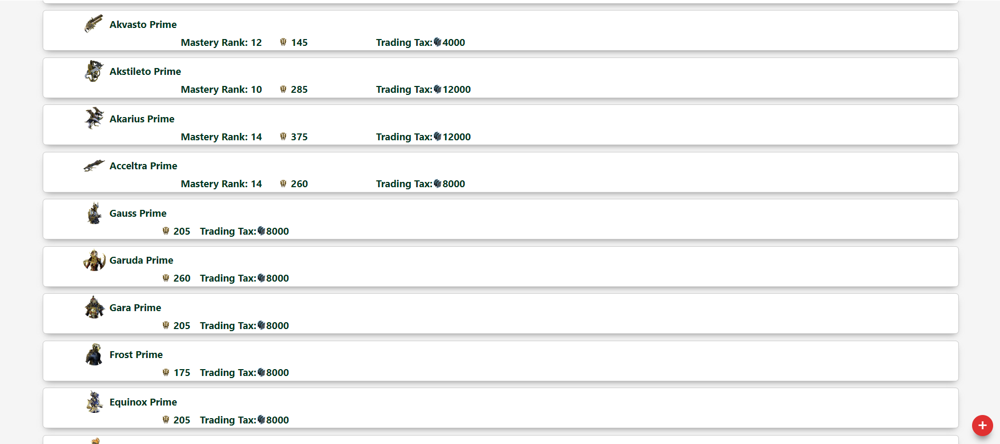 Akvasto Prime
Mastery Rank: 12 145 Trading Tax: 4000
Akstileto Prime
Mastery Rank: 10 285 Trading Tax: 12000
Akarius Prime
Mastery Rank: 14 375 Trading Tax: 12000
Acceltra Prime
Mastery Rank: 14 260 Trading Tax: 8000
Gauss Prime
205 Trading Tax: 8000
Garuda Prime
260 Trading Tax: 8000
Gara Prime
205 Trading Tax: 8000
Frost Prime
175 Trading Tax: 8000
Equinox Prime
205 Trading Tax: 8000
+